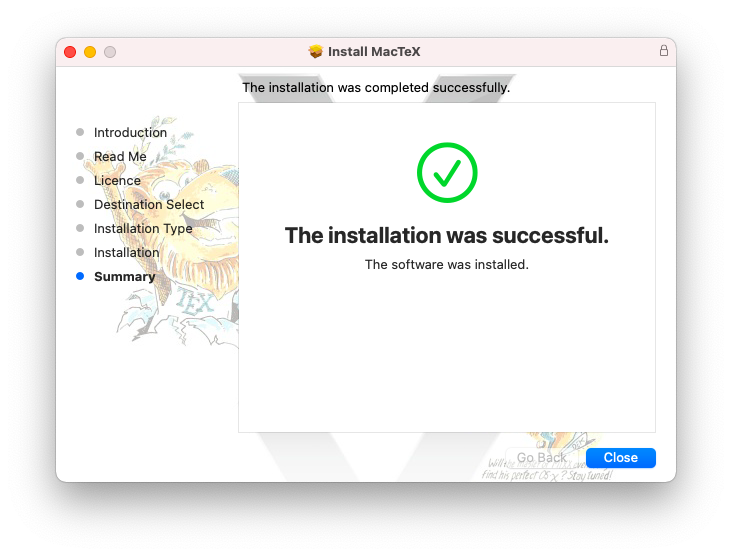 Install MacTeX
The installation was completed successfully.
Introduction
Read Me
Licence
Destination Select
Installation Type
Installation
Summary
The installation was successful.
The software was installed.
TEX
Go Back
Close
Will the
find his perfect OS X? Stay tuned!